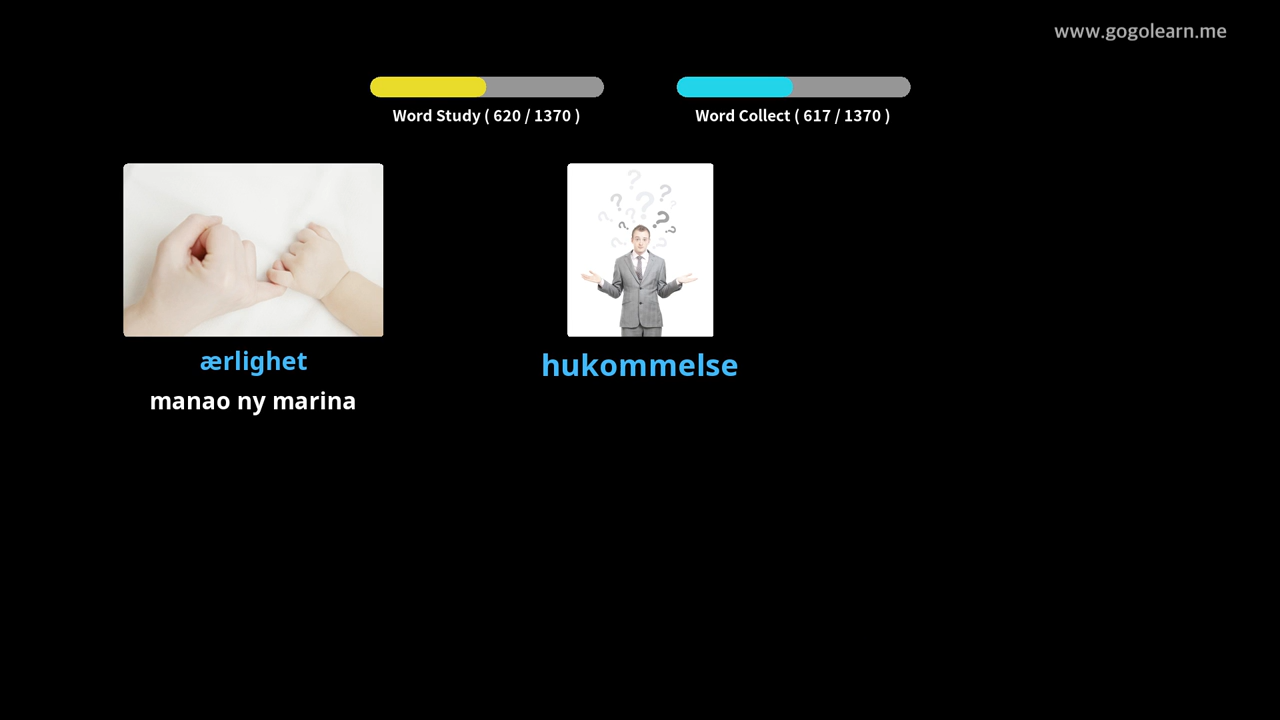 www.gogolearn.me
Word Study ( 620 / 1370 )
Word Collect ( 617 / 1370 )
ærlighet
manao ny marina
hukommelse